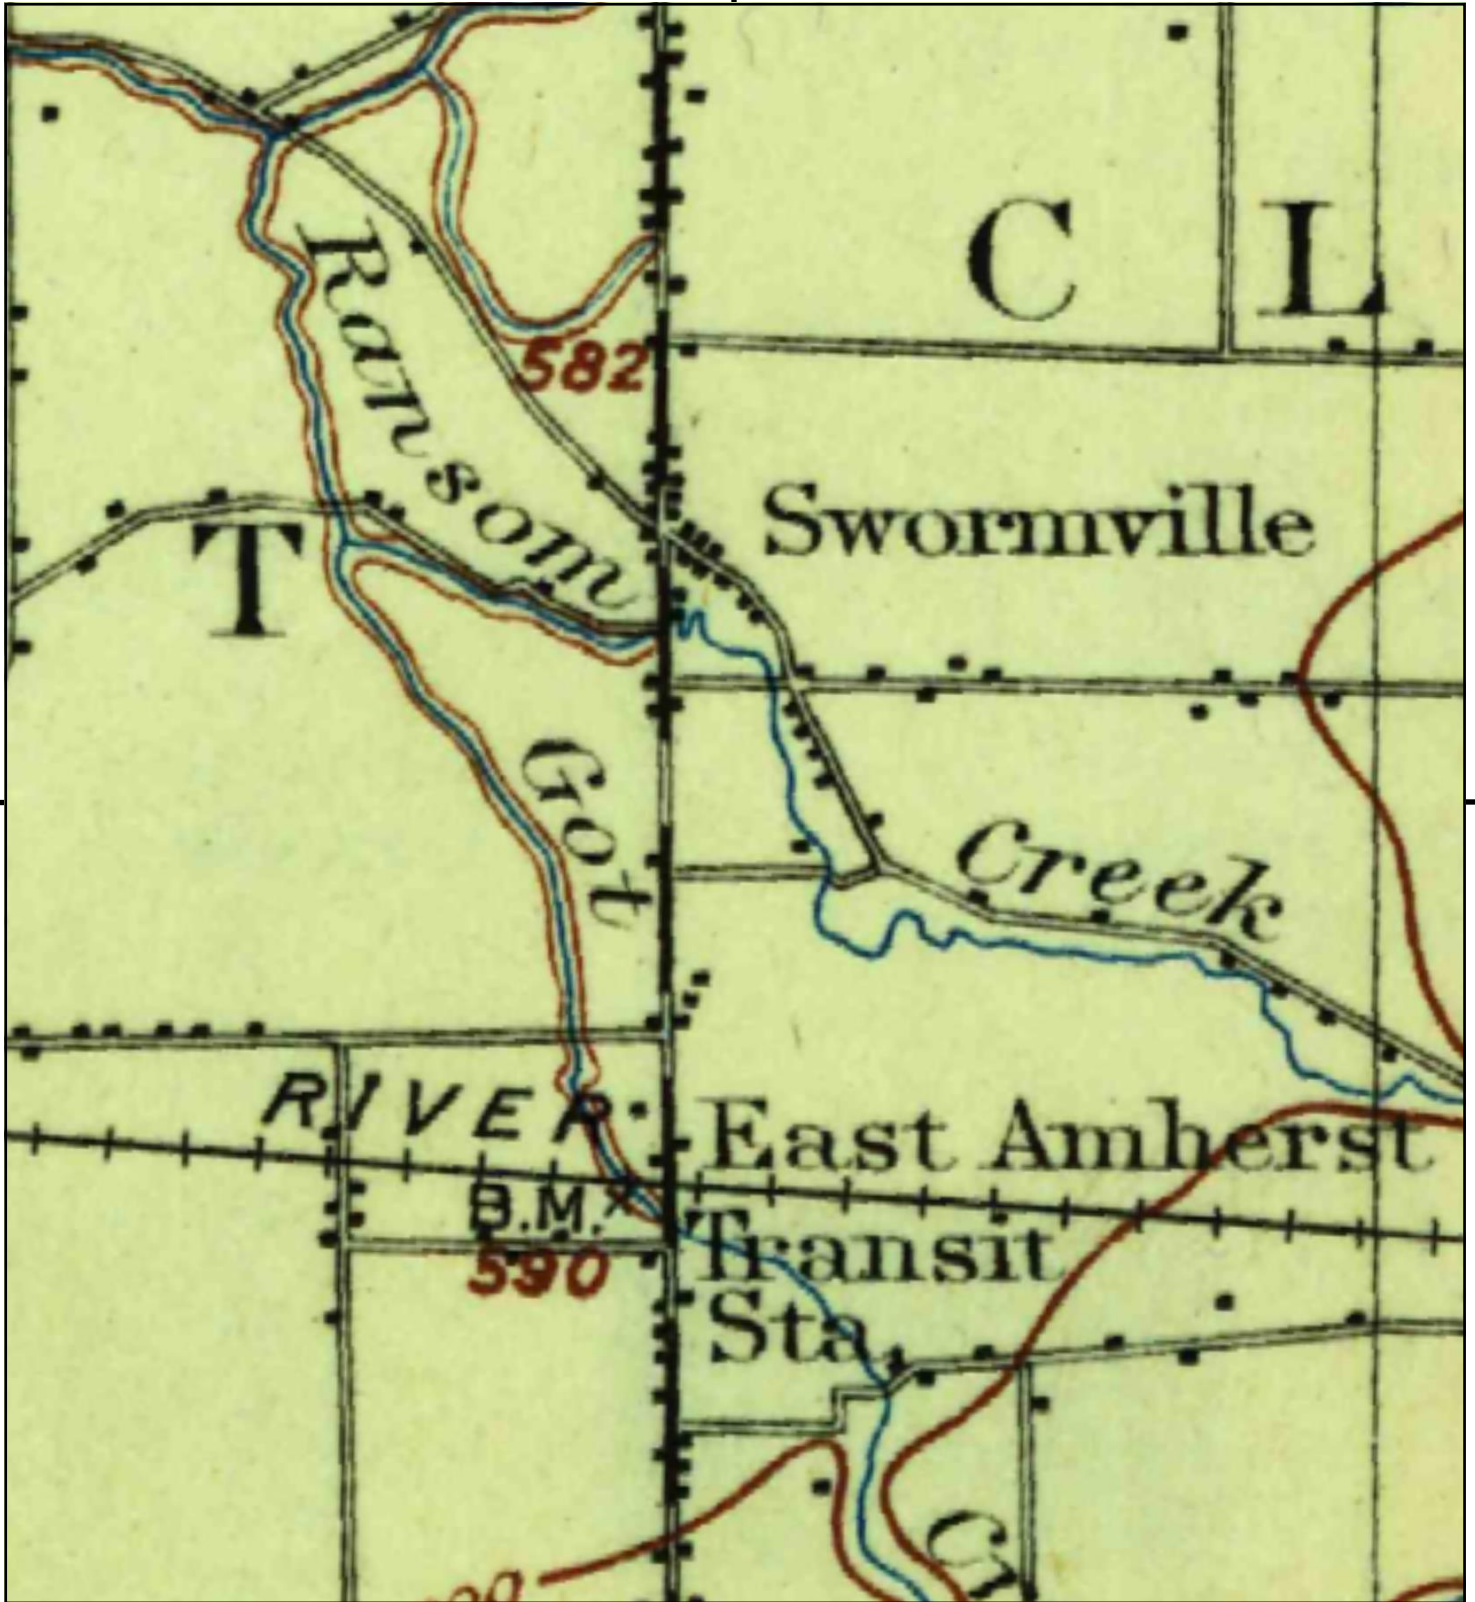 C L
Ransom
582
Swormville
T
Got
Creek
RIVER
East Amherst
B.M.X
Transit
590
Sta.